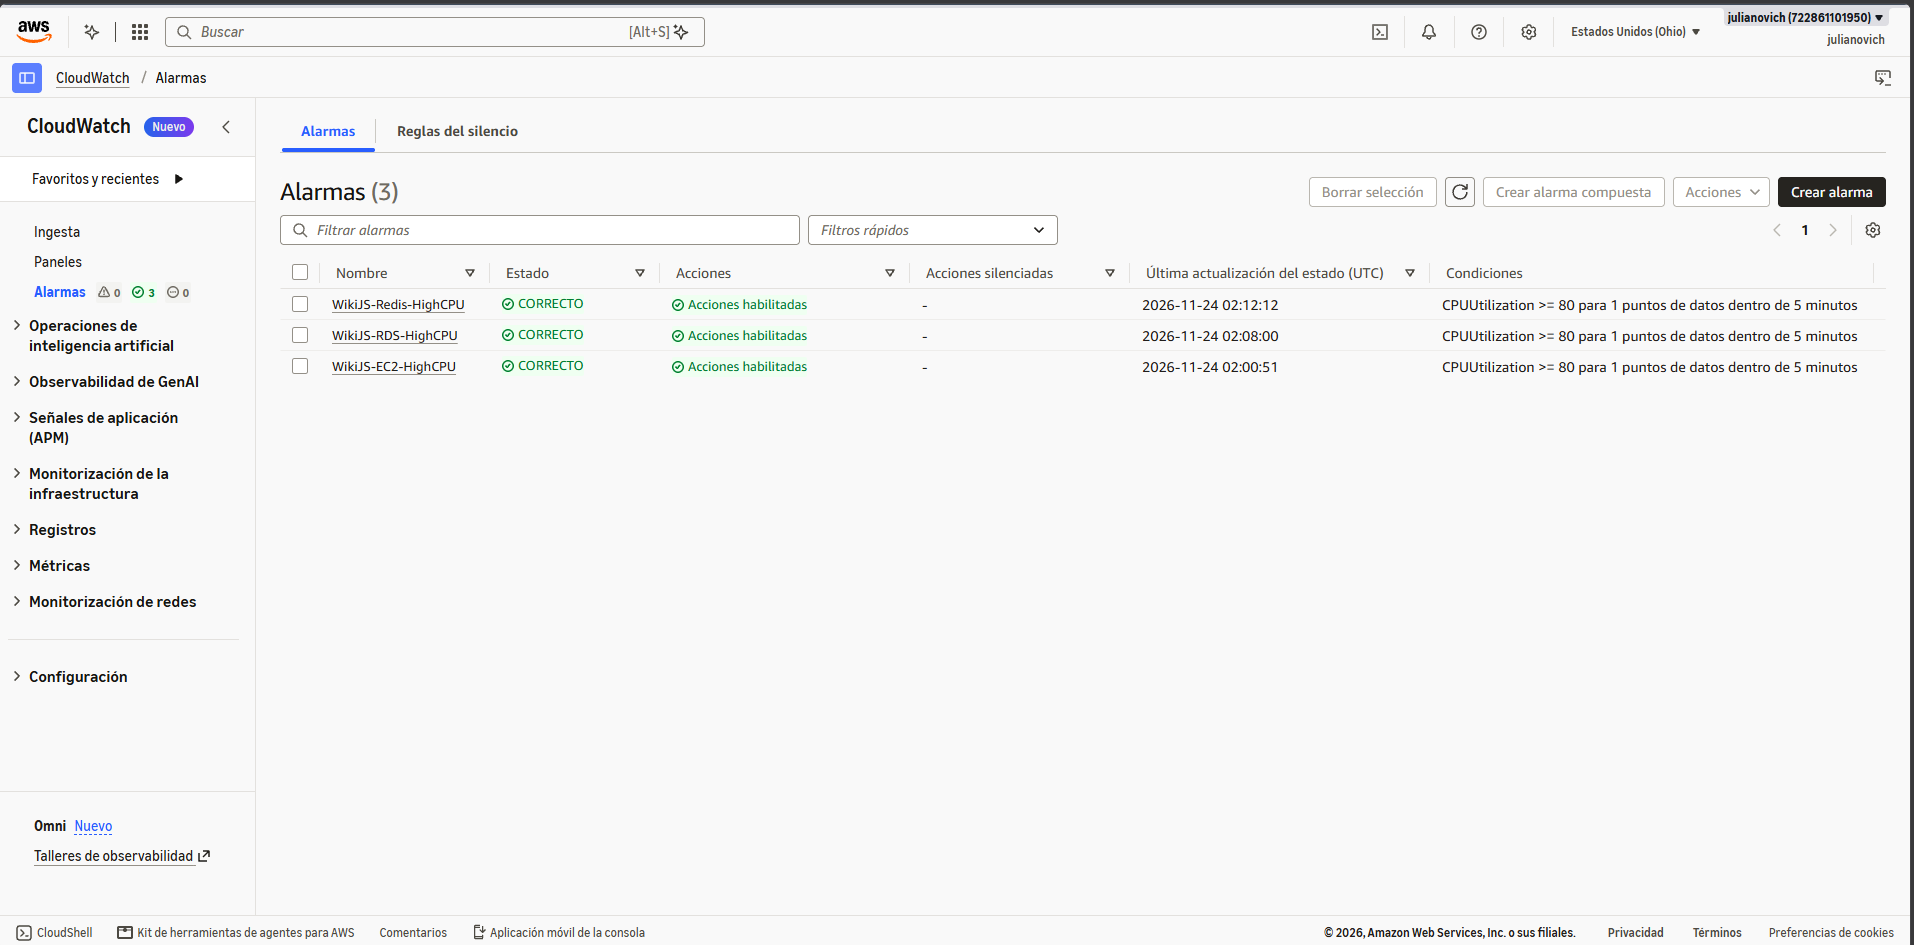 aws
Buscar [Alt+S]
Estados Unidos (Ohio)
julianovich (722861101950)
julianovich
CloudWatch / Alarmas
CloudWatch Nuevo
Favoritos y recientes
Ingesta
Paneles
Alarmas 0 3 0
Operaciones de
inteligencia artificial
Observabilidad de GenAI
Señales de aplicación
(APM)
Monitorización de la
infraestructura
Registros
Métricas
Monitorización de redes
Configuración
Omni Nuevo
Talleres de observabilidad
Alarmas
Reglas del silencio
Alarmas (3)
Borrar selección
Crear alarma compuesta
Acciones
Crear alarma
Filtrar alarmas
Filtros rápidos
1
Nombre Estado Acciones Acciones silenciadas Última actualización del estado (UTC) Condiciones
WikiJS-Redis-HighCPU CORRECTO Acciones habilitadas - 2026-11-24 02:12:12 CPUUtilization >= 80 para 1 puntos de datos dentro de 5 minutos
WikiJS-RDS-HighCPU CORRECTO Acciones habilitadas - 2026-11-24 02:08:00 CPUUtilization >= 80 para 1 puntos de datos dentro de 5 minutos
WikiJS-EC2-HighCPU CORRECTO Acciones habilitadas - 2026-11-24 02:00:51 CPUUtilization >= 80 para 1 puntos de datos dentro de 5 minutos
CloudShell Kit de herramientas de agentes para AWS Comentarios Aplicación móvil de la consola © 2026, Amazon Web Services, Inc. o sus filiales. Privacidad Términos Preferencias de cookies